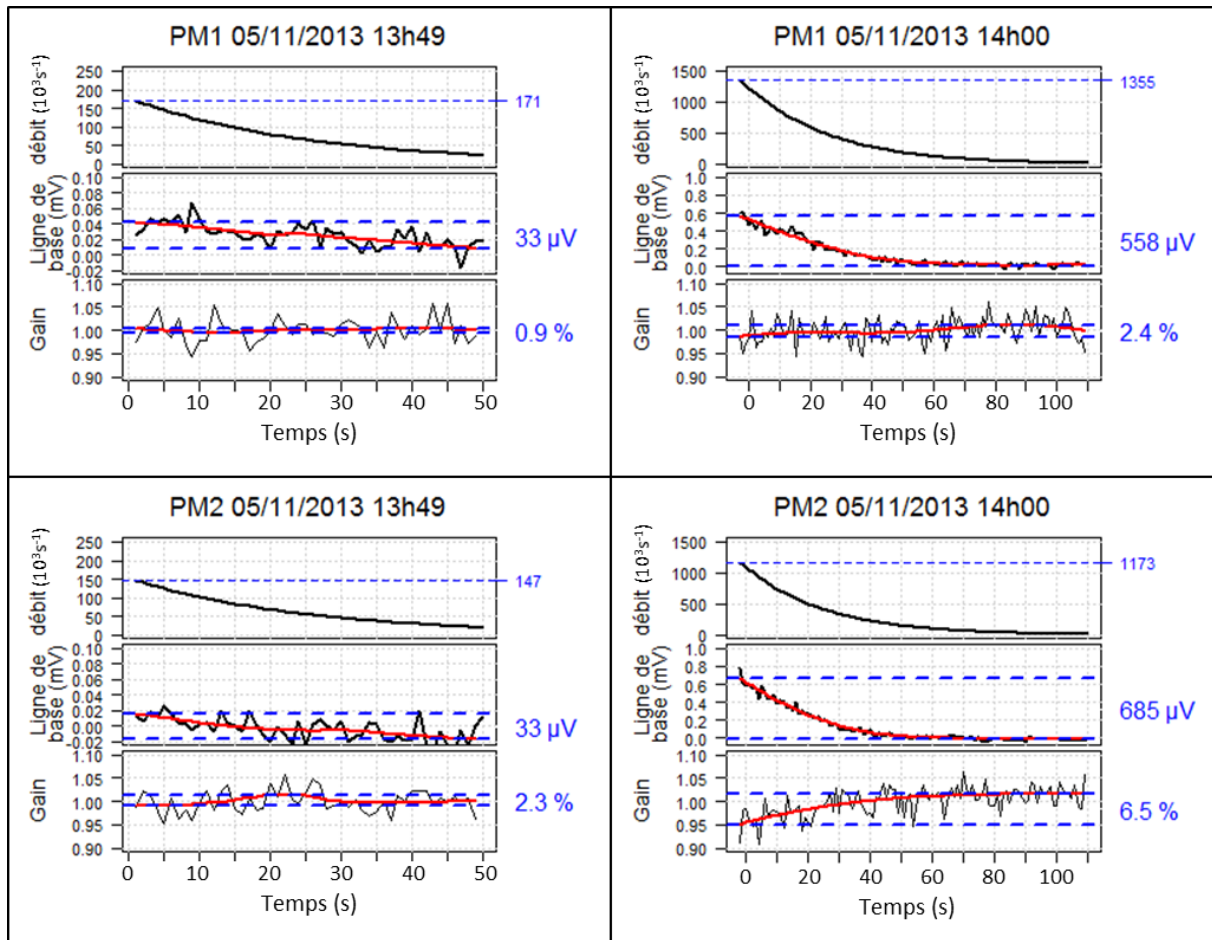 PM1 05/11/2013 13h49
débit (10³s⁻¹)
250
200
150
100
50
0
171
Ligne de
base (mV)
0.10
0.08
0.06
0.04
0.02
0.00
-0.02
33 µV
Gain
1.10
1.05
1.00
0.95
0.90
0.9 %
0 10 20 30 40 50
Temps (s)
PM1 05/11/2013 14h00
débit (10³s⁻¹)
1500
1000
500
0
1355
Ligne de
base (mV)
1.0
0.8
0.6
0.4
0.2
0.0
558 µV
Gain
1.10
1.05
1.00
0.95
0.90
2.4 %
0 20 40 60 80 100
Temps (s)
PM2 05/11/2013 13h49
débit (10³s⁻¹)
250
200
150
100
50
0
147
Ligne de
base (mV)
0.10
0.08
0.06
0.04
0.02
0.00
-0.02
33 µV
Gain
1.10
1.05
1.00
0.95
0.90
2.3 %
0 10 20 30 40 50
Temps (s)
PM2 05/11/2013 14h00
débit (10³s⁻¹)
1500
1000
500
0
1173
Ligne de
base (mV)
1.0
0.8
0.6
0.4
0.2
0.0
685 µV
Gain
1.10
1.05
1.00
0.95
0.90
6.5 %
0 20 40 60 80 100
Temps (s)